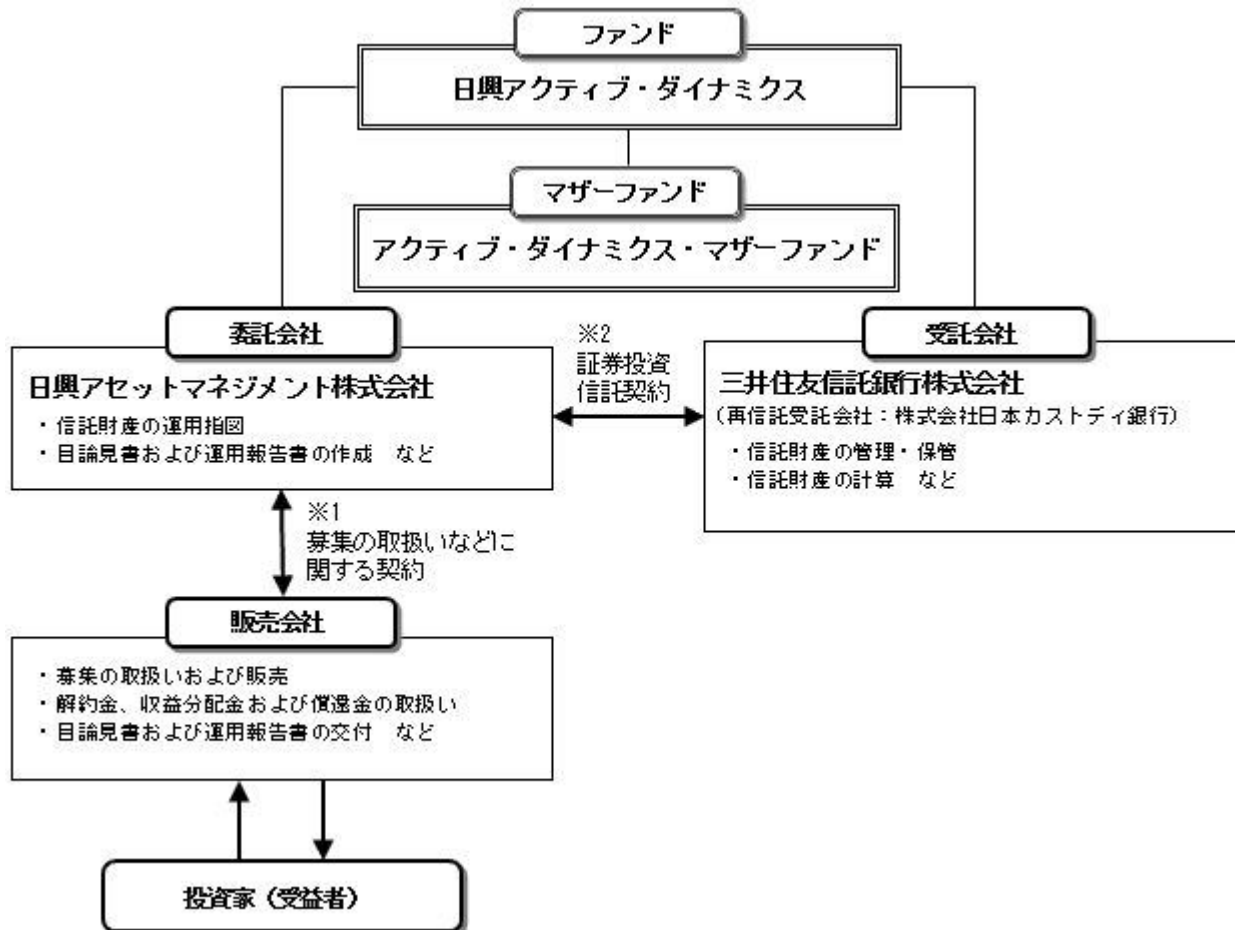 ファンド
日興アクティブ・ダイナミクス
マザーファンド
アクティブ・ダイナミクス・マザーファンド
委託会社
日興アセットマネジメント株式会社
・信託財産の運用指図
・目論見書および運用報告書の作成　など
※2
証券投資
信託契約
受託会社
三井住友信託銀行株式会社
（再信託受託会社：株式会社日本カストディ銀行）
・信託財産の管理・保管
・信託財産の計算　など
※1
募集の取扱いなどに
関する契約
販売会社
・募集の取扱いおよび販売
・解約金、収益分配金および償還金の取扱い
・目論見書および運用報告書の交付　など
投資家（受益者）